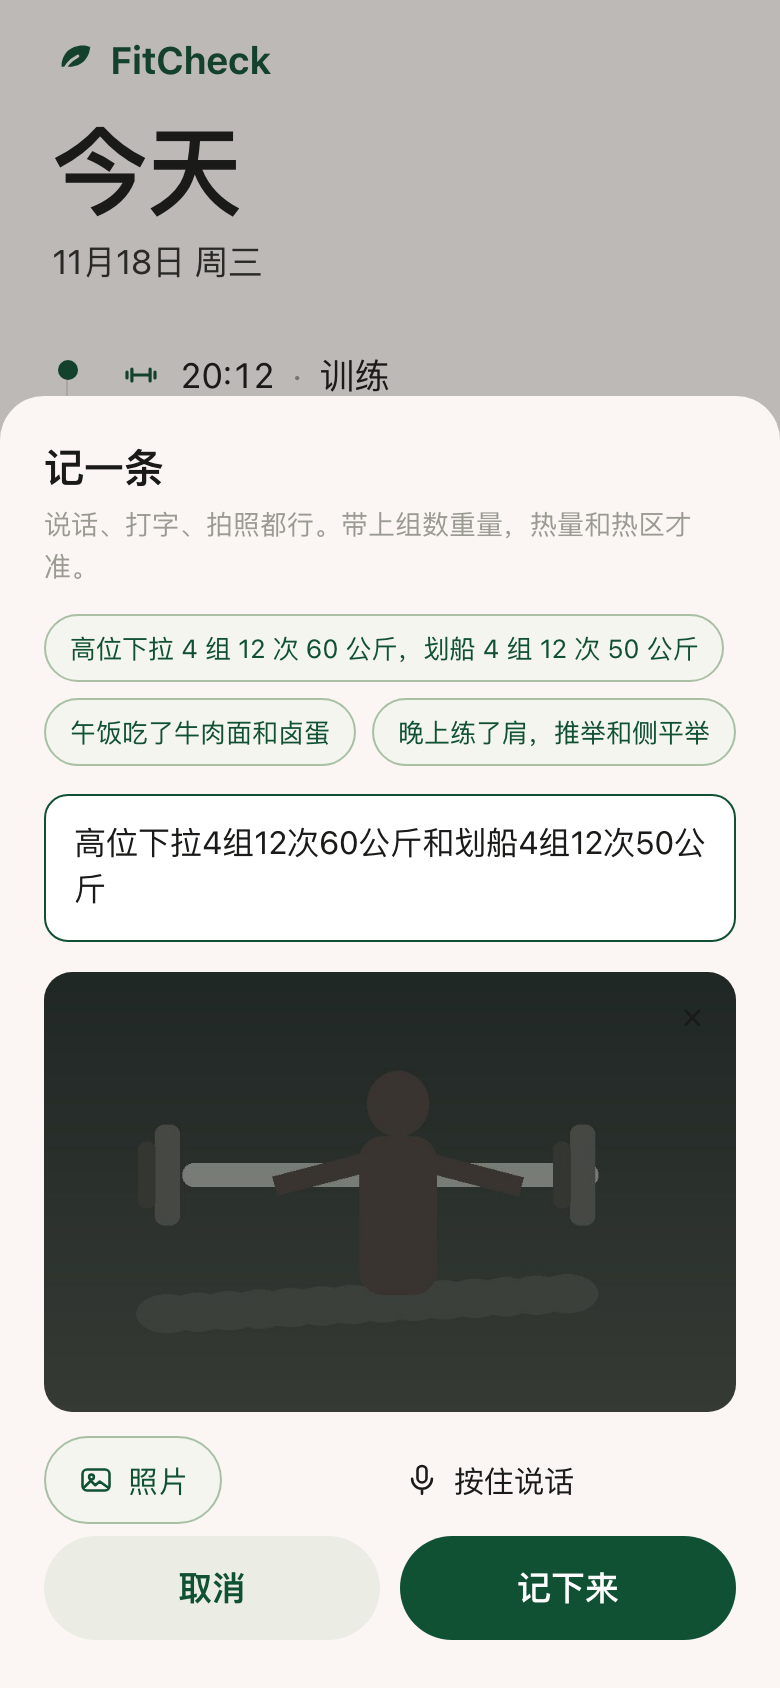 FitCheck
今天
11月18日 周三
20:12 · 训练
记一条
说话、打字、拍照都行。带上组数重量，热量和热区才
准。
高位下拉 4 组 12 次 60 公斤，划船 4 组 12 次 50 公斤
午饭吃了牛肉面和卤蛋
晚上练了肩，推举和侧平举
高位下拉4组12次60公斤和划船4组12次50公
斤
照片
按住说话
取消
记下来